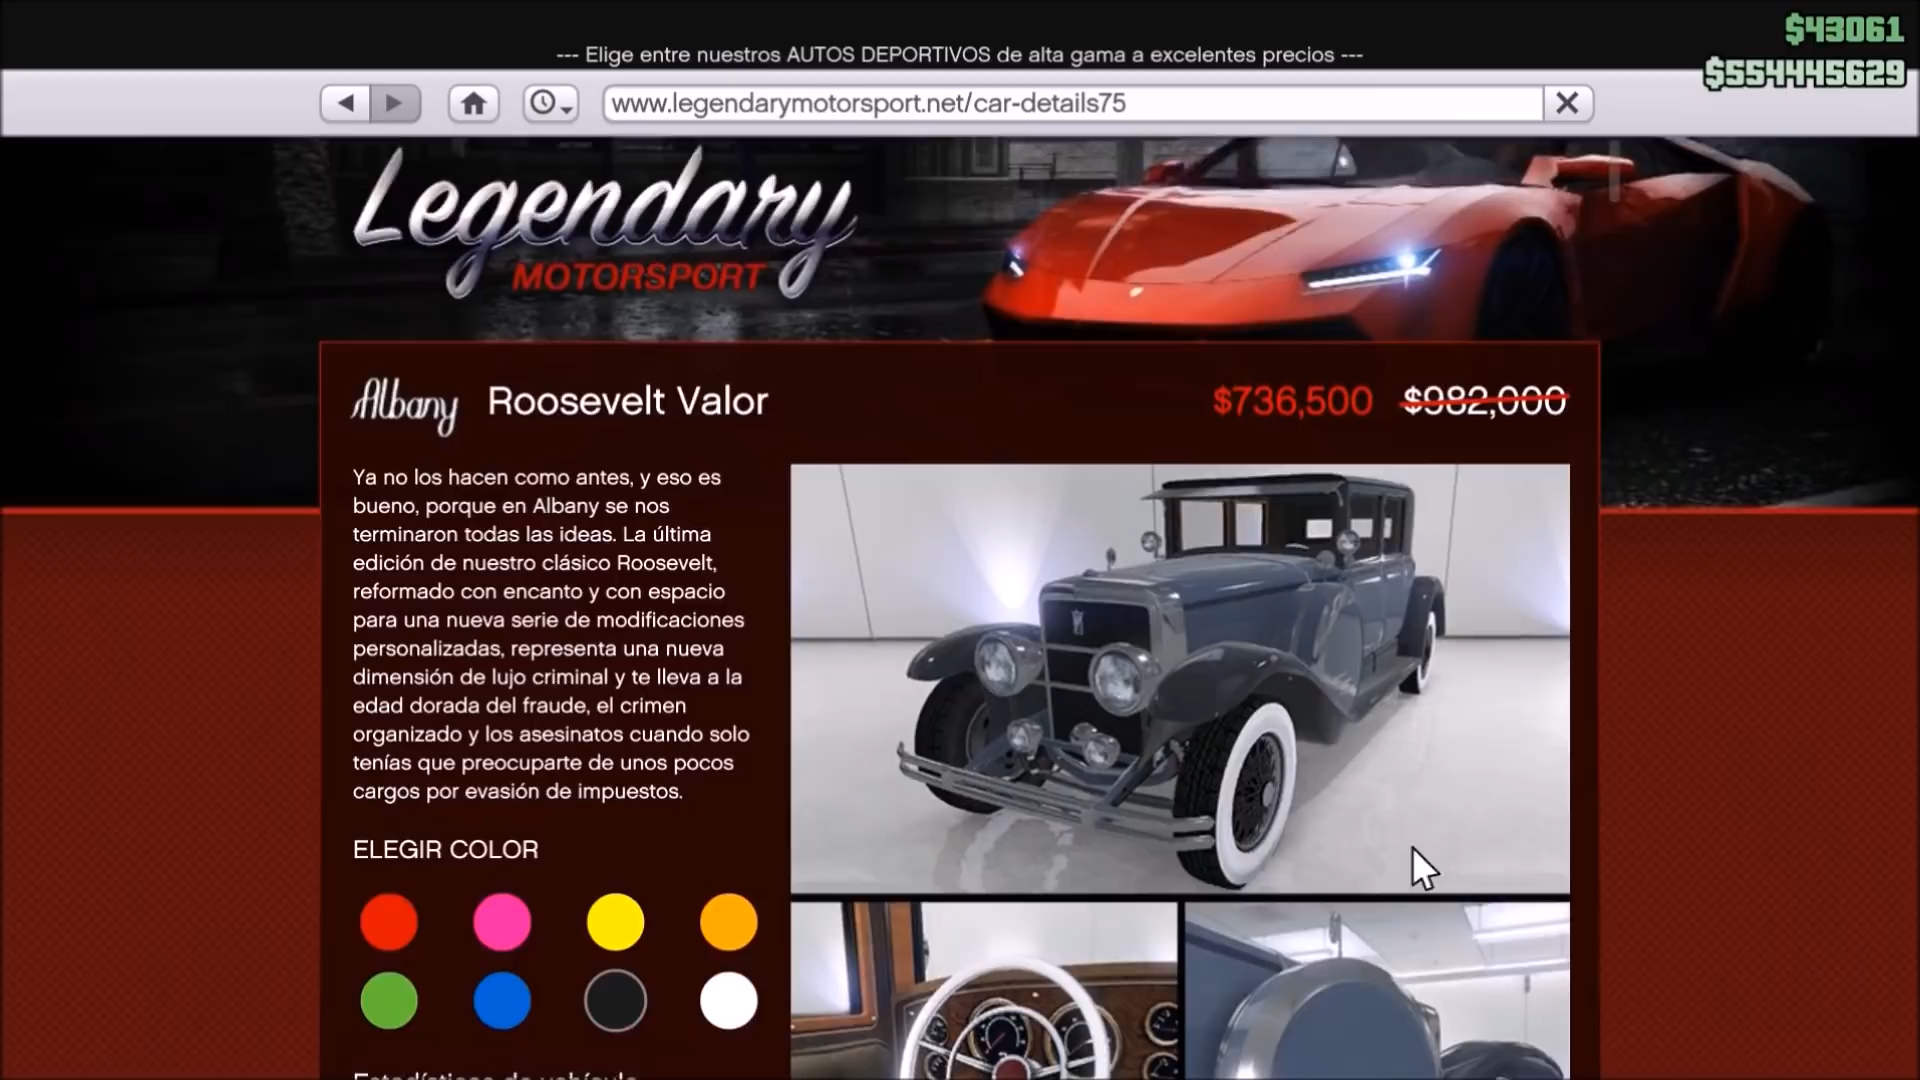 $43061
$554445629
--- Elige entre nuestros AUTOS DEPORTIVOS de alta gama a excelentes precios ---
www.legendarymotorsport.net/car-details75
Legendary
MOTORSPORT
Albany
Roosevelt Valor
$736,500 $982,000
Ya no los hacen como antes, y eso es
bueno, porque en Albany se nos
terminaron todas las ideas. La última
edición de nuestro clásico Roosevelt,
reformado con encanto y con espacio
para una nueva serie de modificaciones
personalizadas, representa una nueva
dimensión de lujo criminal y te lleva a la
edad dorada del fraude, el crimen
organizado y los asesinatos cuando solo
tenías que preocuparte de unos pocos
cargos por evasión de impuestos.
ELEGIR COLOR
Estadísticas de vehículo